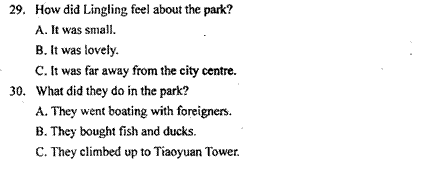 29. How did Lingling feel about the park?
A. It was small.
B. It was lovely.
C. It was far away from the city centre.
30. What did they do in the park?
A. They went boating with foreigners.
B. They bought fish and ducks.
C. They climbed up to Tiaoyuan Tower.